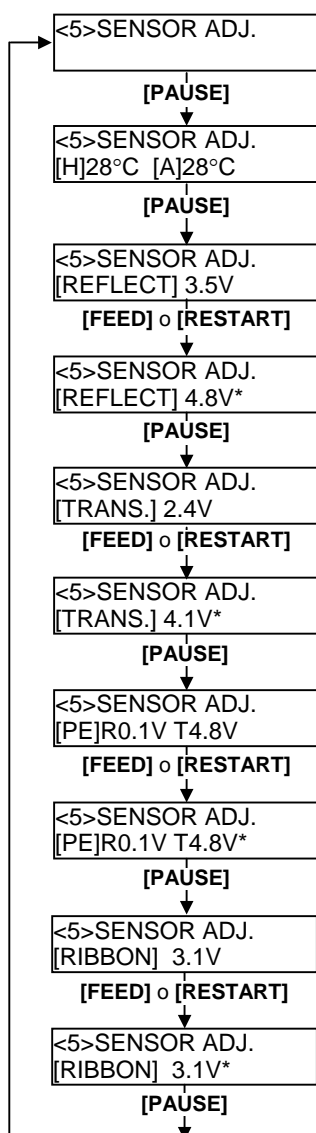 <5>SENSOR ADJ.
[PAUSE]
<5>SENSOR ADJ.
[H]28°C [A]28°C
[PAUSE]
<5>SENSOR ADJ.
[REFLECT] 3.5V
[FEED] o [RESTART]
<5>SENSOR ADJ.
[REFLECT] 4.8V*
[PAUSE]
<5>SENSOR ADJ.
[TRANS.] 2.4V
[FEED] o [RESTART]
<5>SENSOR ADJ.
[TRANS.] 4.1V*
[PAUSE]
<5>SENSOR ADJ.
[PE]R0.1V T4.8V
[FEED] o [RESTART]
<5>SENSOR ADJ.
[PE]R0.1V T4.8V*
[PAUSE]
<5>SENSOR ADJ.
[RIBBON] 3.1V
[FEED] o [RESTART]
<5>SENSOR ADJ.
[RIBBON] 3.1V*
[PAUSE]